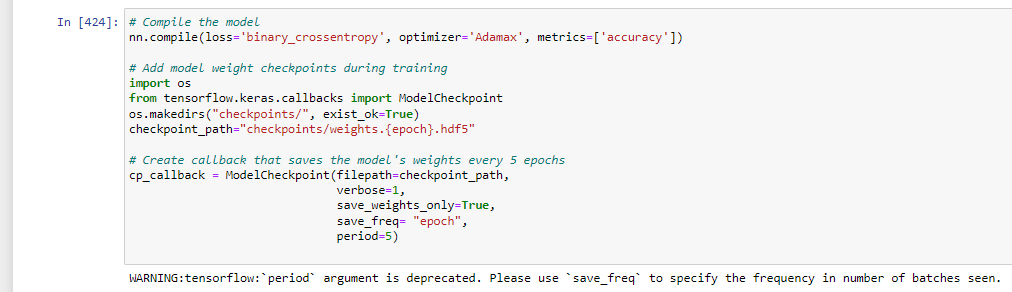 In [424]: # Compile the model
nn.compile(loss='binary_crossentropy', optimizer='Adamax', metrics=['accuracy'])
# Add model weight checkpoints during training
import os
from tensorflow.keras.callbacks import ModelCheckpoint
os.makedirs("checkpoints/", exist_ok=True)
checkpoint_path="checkpoints/weights.{epoch}.hdf5"
# Create callback that saves the model's weights every 5 epochs
cp_callback = ModelCheckpoint(filepath=checkpoint_path,
verbose=1,
save_weights_only=True,
save_freq= "epoch",
period=5)
WARNING:tensorflow:`period` argument is deprecated. Please use `save_freq` to specify the frequency in number of batches seen.